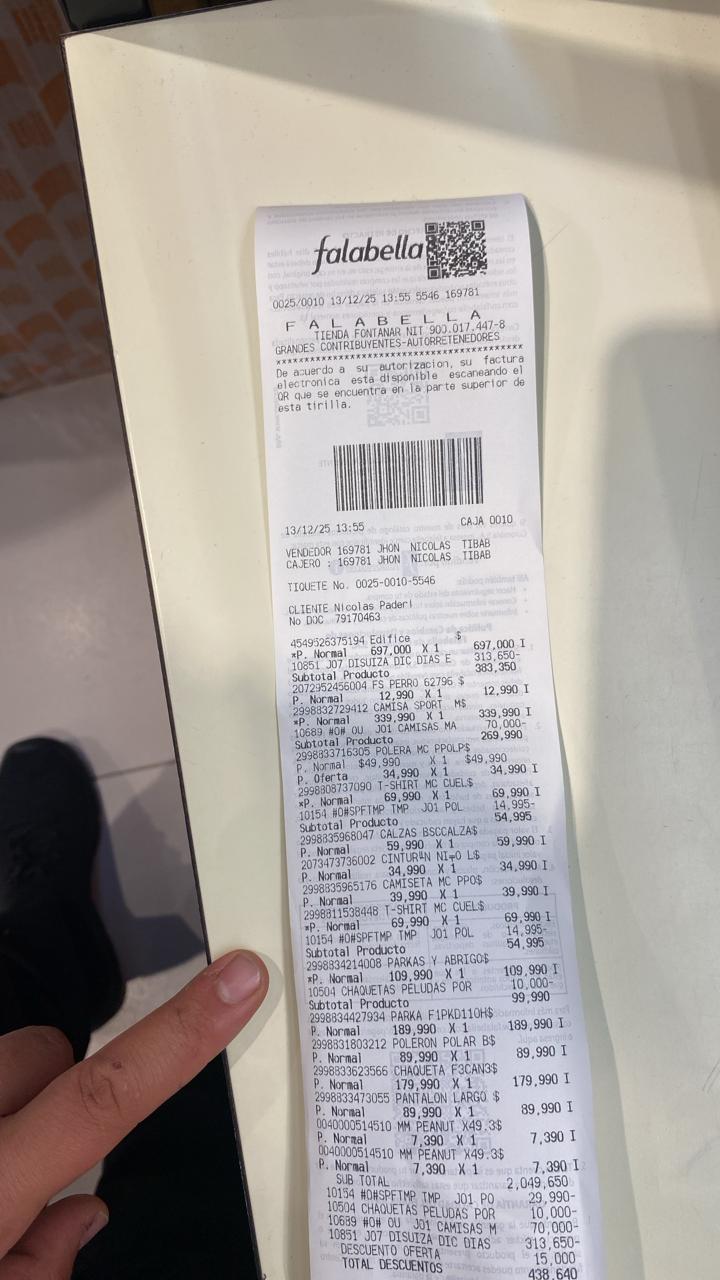 falabella
0025/0010 13/12/25 13:55 5546 169781
F A L A B E L L A
TIENDA FONTANAR NIT 900.017.447-8
GRANDES CONTRIBUYENTES-AUTORRETENEDORES
****************************************
De acuerdo a su autorizacion, su factura
electronica esta disponible escaneando el
QR que se encuentra en la parte superior de
esta tirilla.
13/12/25 13:55 CAJA 0010
VENDEDOR 169781 JHON NICOLAS TIBAB
CAJERO : 169781 JHON NICOLAS TIBAB
TIQUETE No. 0025-0010-5546
CLIENTE Nicolas Paderi
No DOC 79170463
4549526375194 Edifice $
*P. Normal 697,000 X 1 697,000 I
10851 J07 DISUIZA DIC DIAS E 313,650-
Subtotal Producto 383,350
2072952456004 FS PERRO 62796 $
P. Normal 12,990 X 1 12,990 I
2998832729412 CAMISA SPORT M$
*P. Normal 339,990 X 1 339,990 I
10689 #O# OU J01 CAMISAS MA 70,000-
Subtotal Producto 269,990
2998833716305 POLERA MC PPOLP$
P. Normal $49,990 X 1 $49,990
P. Oferta 34,990 X 1 34,990 I
2998808737090 T-SHIRT MC CUEL$
*P. Normal 69,990 X 1 69,990 I
10154 #O#SPFTMP TMP J01 POL 14,995-
Subtotal Producto 54,995
2998835968047 CALZAS BSCCALZA$
P. Normal 59,990 X 1 59,990 I
2073473736002 L$
P. Normal 34,990 X 1 34,990 I
2998835965176 CAMISETA MC PPO$
P. Normal 39,990 X 1 39,990 I
2998811538448 T-SHIRT MC CUEL$
*P. Normal 69,990 X 1 69,990 I
10154 #O#SPFTMP TMP J01 POL 14,995-
Subtotal Producto 54,995
2998834214008 PARKAS Y ABRIGO$
*P. Normal 109,990 X 1 109,990 I
10504 CHAQUETAS PELUDAS POR 10,000-
Subtotal Producto 99,990
2998834427934 PARKA F1PKD110H$
P. Normal 189,990 X 1 189,990 I
2998831803212 POLERON POLAR B$
P. Normal 89,990 X 1 89,990 I
2998833623566 CHAQUETA F3CAN3$
P. Normal 179,990 X 1 179,990 I
2998833473055 PANTALON LARGO $
P. Normal 89,990 X 1 89,990 I
0040000514510 MM PEANUT X49.3$
P. Normal 7,390 X 1 7,390 I
0040000514510 MM PEANUT X49.3$
P. Normal 7,390 X 1 7,390 I
SUB TOTAL 2,049,650
10154 #O#SPFTMP TMP J01 PO 29,990-
10504 CHAQUETAS PELUDAS POR 10,000-
10689 #O# OU J01 CAMISAS M 70,000-
10851 J07 DISUIZA DIC DIAS 313,650-
DESCUENTO OFERTA 15,000
TOTAL DESCUENTOS 438,640